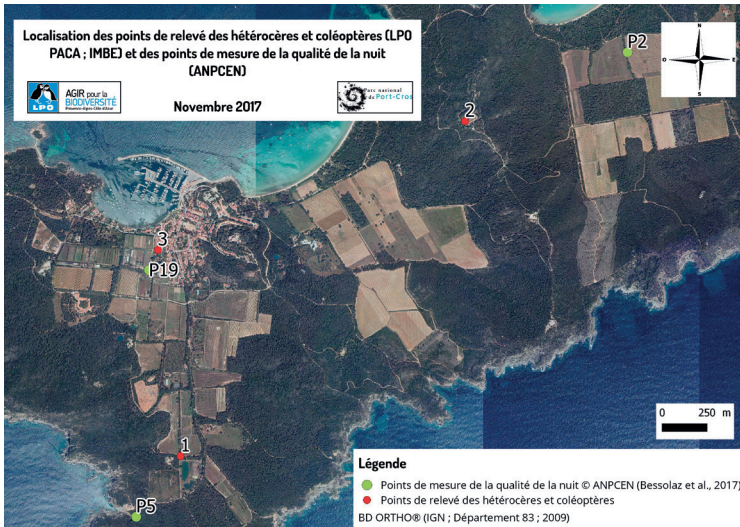 Localisation des points de relevé des hétérocères et coléoptères (LPO
PACA ; IMBE) et des points de mesure de la qualité de la nuit
(ANPCEN)
LPO
AGIR pour la
BIODIVERSITÉ
Provence-Alpes-Côte d'Azur
Novembre 2017
Parc national
de Port-Cros
N
O
E
S
P2
2
3
P19
1
P5
0
250 m
Légende
Points de mesure de la qualité de la nuit © ANPCEN (Bessolaz et al., 2017)
Points de relevé des hétérocères et coléoptères
BD ORTHO® (IGN ; Département 83 ; 2009)